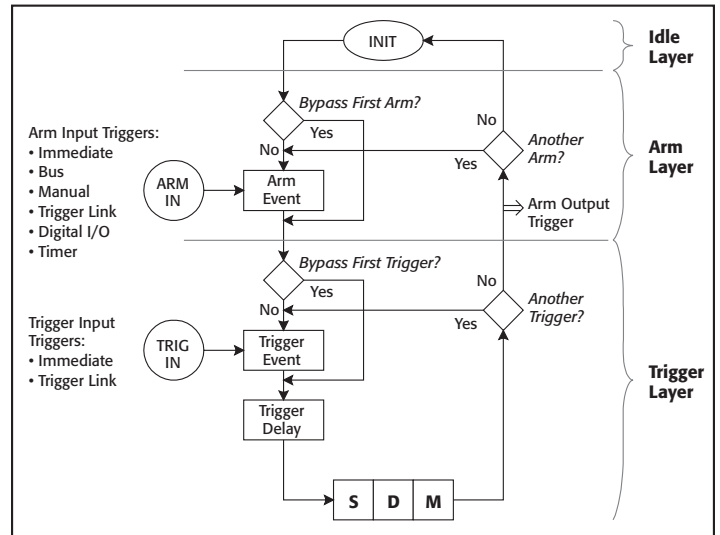 INIT
Idle
Layer
Bypass First Arm?
Yes
No
Arm Input Triggers:
• Immediate
• Bus
• Manual
• Trigger Link
• Digital I/O
• Timer
ARM
IN
Arm
Event
No
Yes
Another
Arm?
Arm
Layer
Arm Output
Trigger
Bypass First Trigger?
Yes
No
No
Yes
Another
Trigger?
Trigger Input
Triggers:
• Immediate
• Trigger Link
TRIG
IN
Trigger
Event
Trigger
Delay
Trigger
Layer
S D M